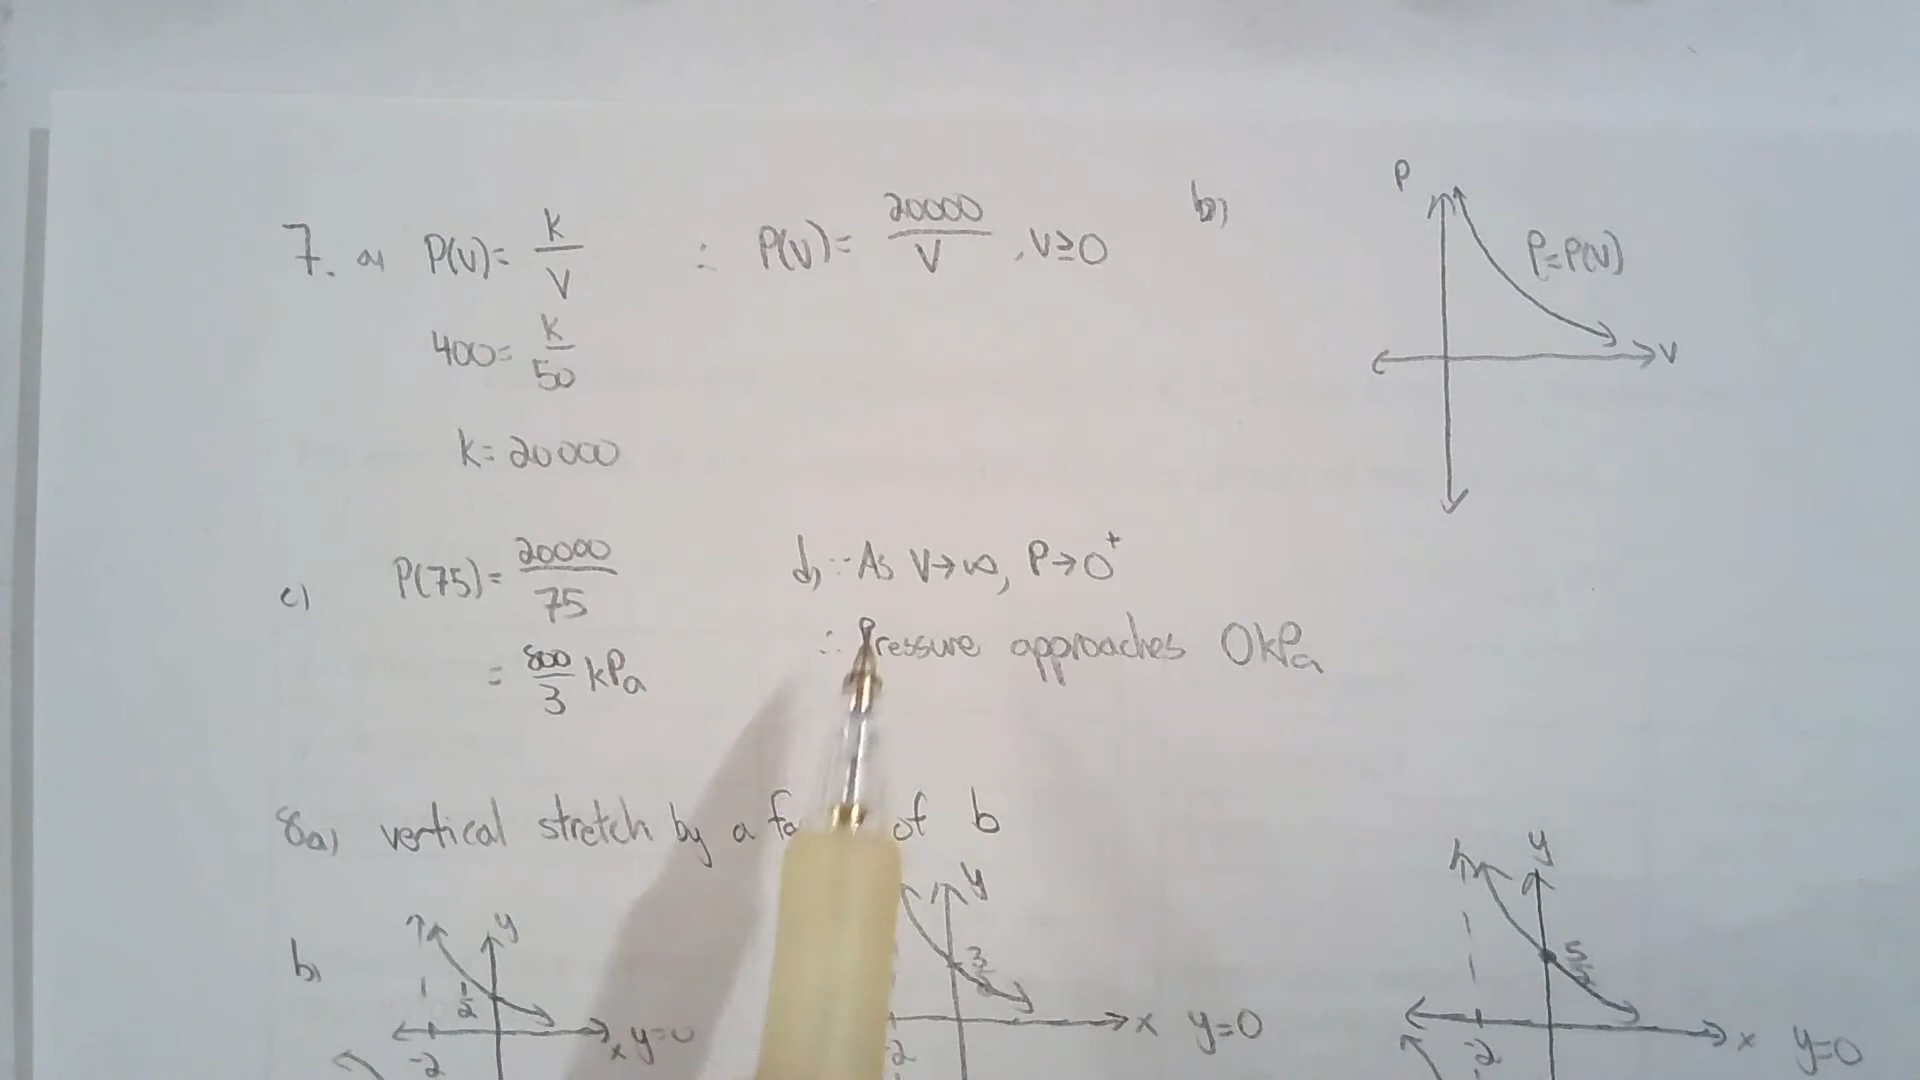 7. a) P(V) = k/V ∴ P(V) = 20000/V , V≥0
400 = k/50
k = 20000
b)
P
P=P(V)
V
c) P(75) = 20000/75
= 800/3 kPa
d) ∵ As V→∞, P→0⁺
∴ Pressure approaches 0kPa
8a) vertical stretch by a fa of b
b)
y
1/2
-2
x y=0
y
3/2
-2
x y=0
y
5/2
-2
x y=0